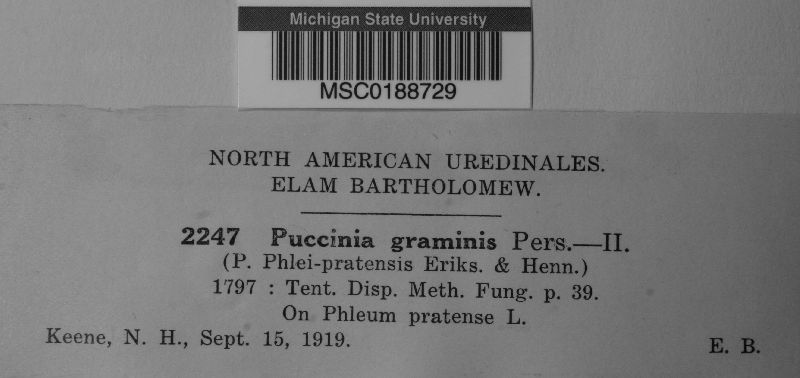 Michigan State University
MSC0188729
NORTH AMERICAN UREDINALES.
ELAM BARTHOLOMEW.
2247 Puccinia graminis Pers.—II.
(P. Phlei-pratensis Eriks. & Henn.)
1797 : Tent. Disp. Meth. Fung. p. 39.
On Phleum pratense L.
Keene, N. H., Sept. 15, 1919. E. B.